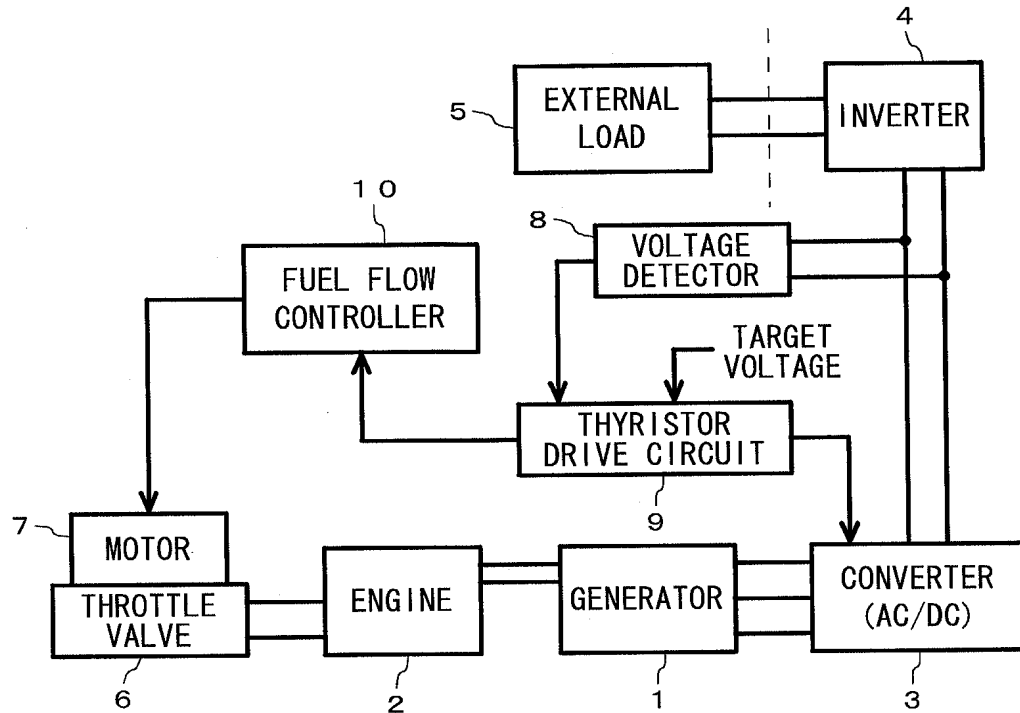 4
EXTERNAL
LOAD
5
INVERTER
10
8
VOLTAGE
DETECTOR
FUEL FLOW
CONTROLLER
TARGET
VOLTAGE
THYRISTOR
DRIVE CIRCUIT
9
7
MOTOR
THROTTLE
VALVE
6
ENGINE
2
GENERATOR
1
CONVERTER
(AC/DC)
3